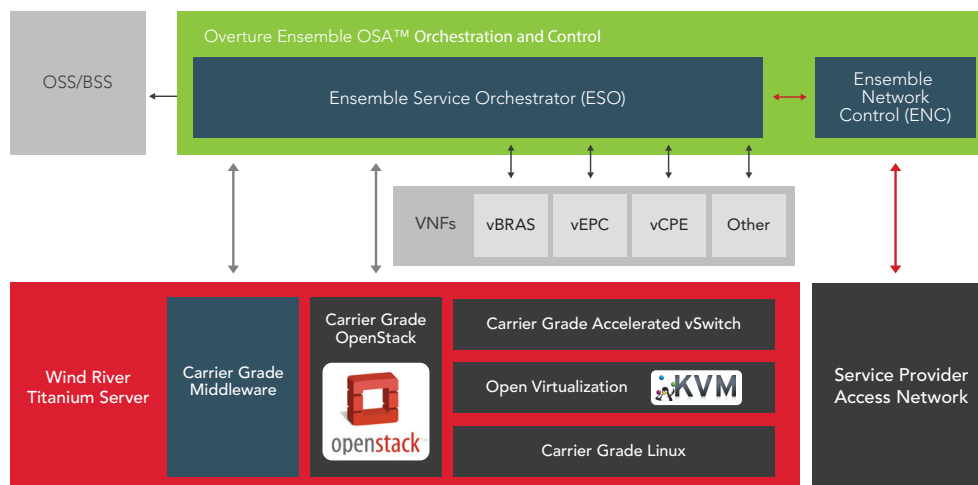 OSS/BSS
Overture Ensemble OSA™ Orchestration and Control
Ensemble Service Orchestrator (ESO)
Ensemble
Network
Control (ENC)
VNFs
vBRAS
vEPC
vCPE
Other
Wind River
Titanium Server
Carrier Grade
Middleware
Carrier Grade
OpenStack
openstack™
Carrier Grade Accelerated vSwitch
Open Virtualization
KVM
Carrier Grade Linux
Service Provider
Access Network